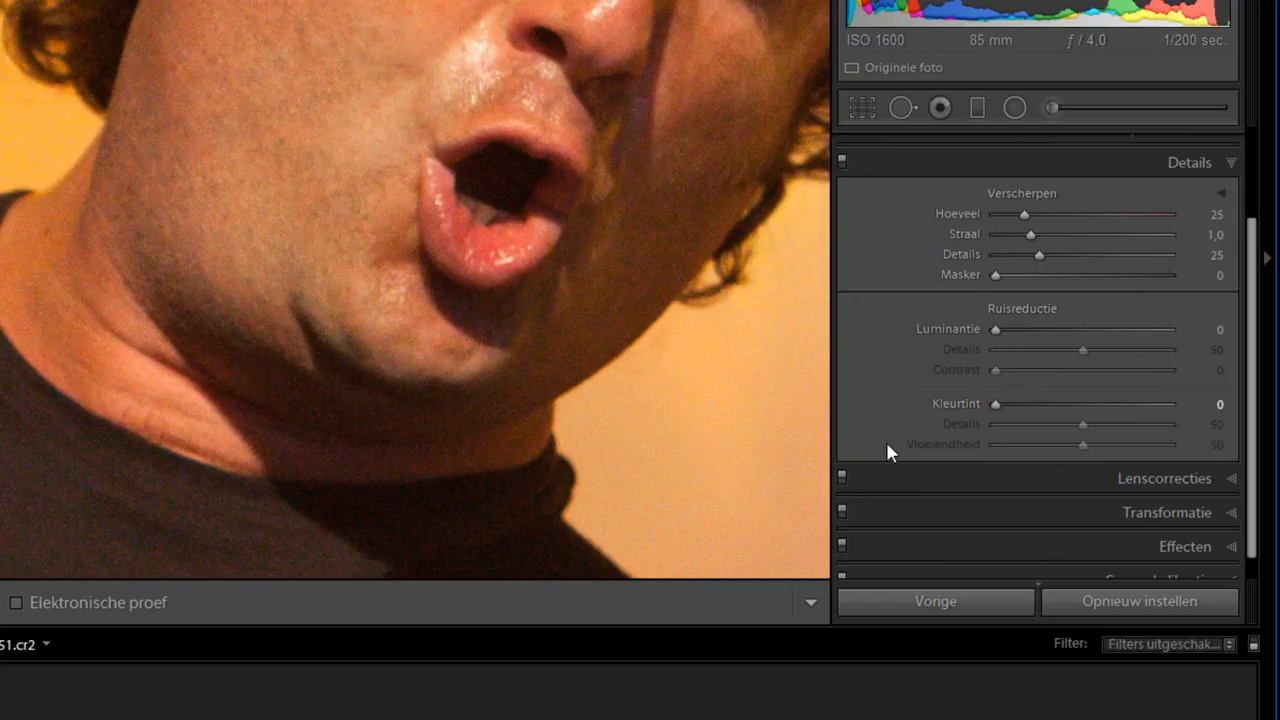 ISO 1600 85 mm ƒ / 4,0 1/200 sec.
Originele foto
Details
Verscherpen
Hoeveel 25
Straal 1,0
Details 25
Masker 0
Ruisreductie
Luminantie 0
Details 50
Contrast 0
Kleurtint 0
Details 50
Vloeiendheid 50
Lenscorrecties
Transformatie
Effecten
Elektronische proef
Vorige Opnieuw instellen
51.cr2
Filter: Filters uitgeschak...